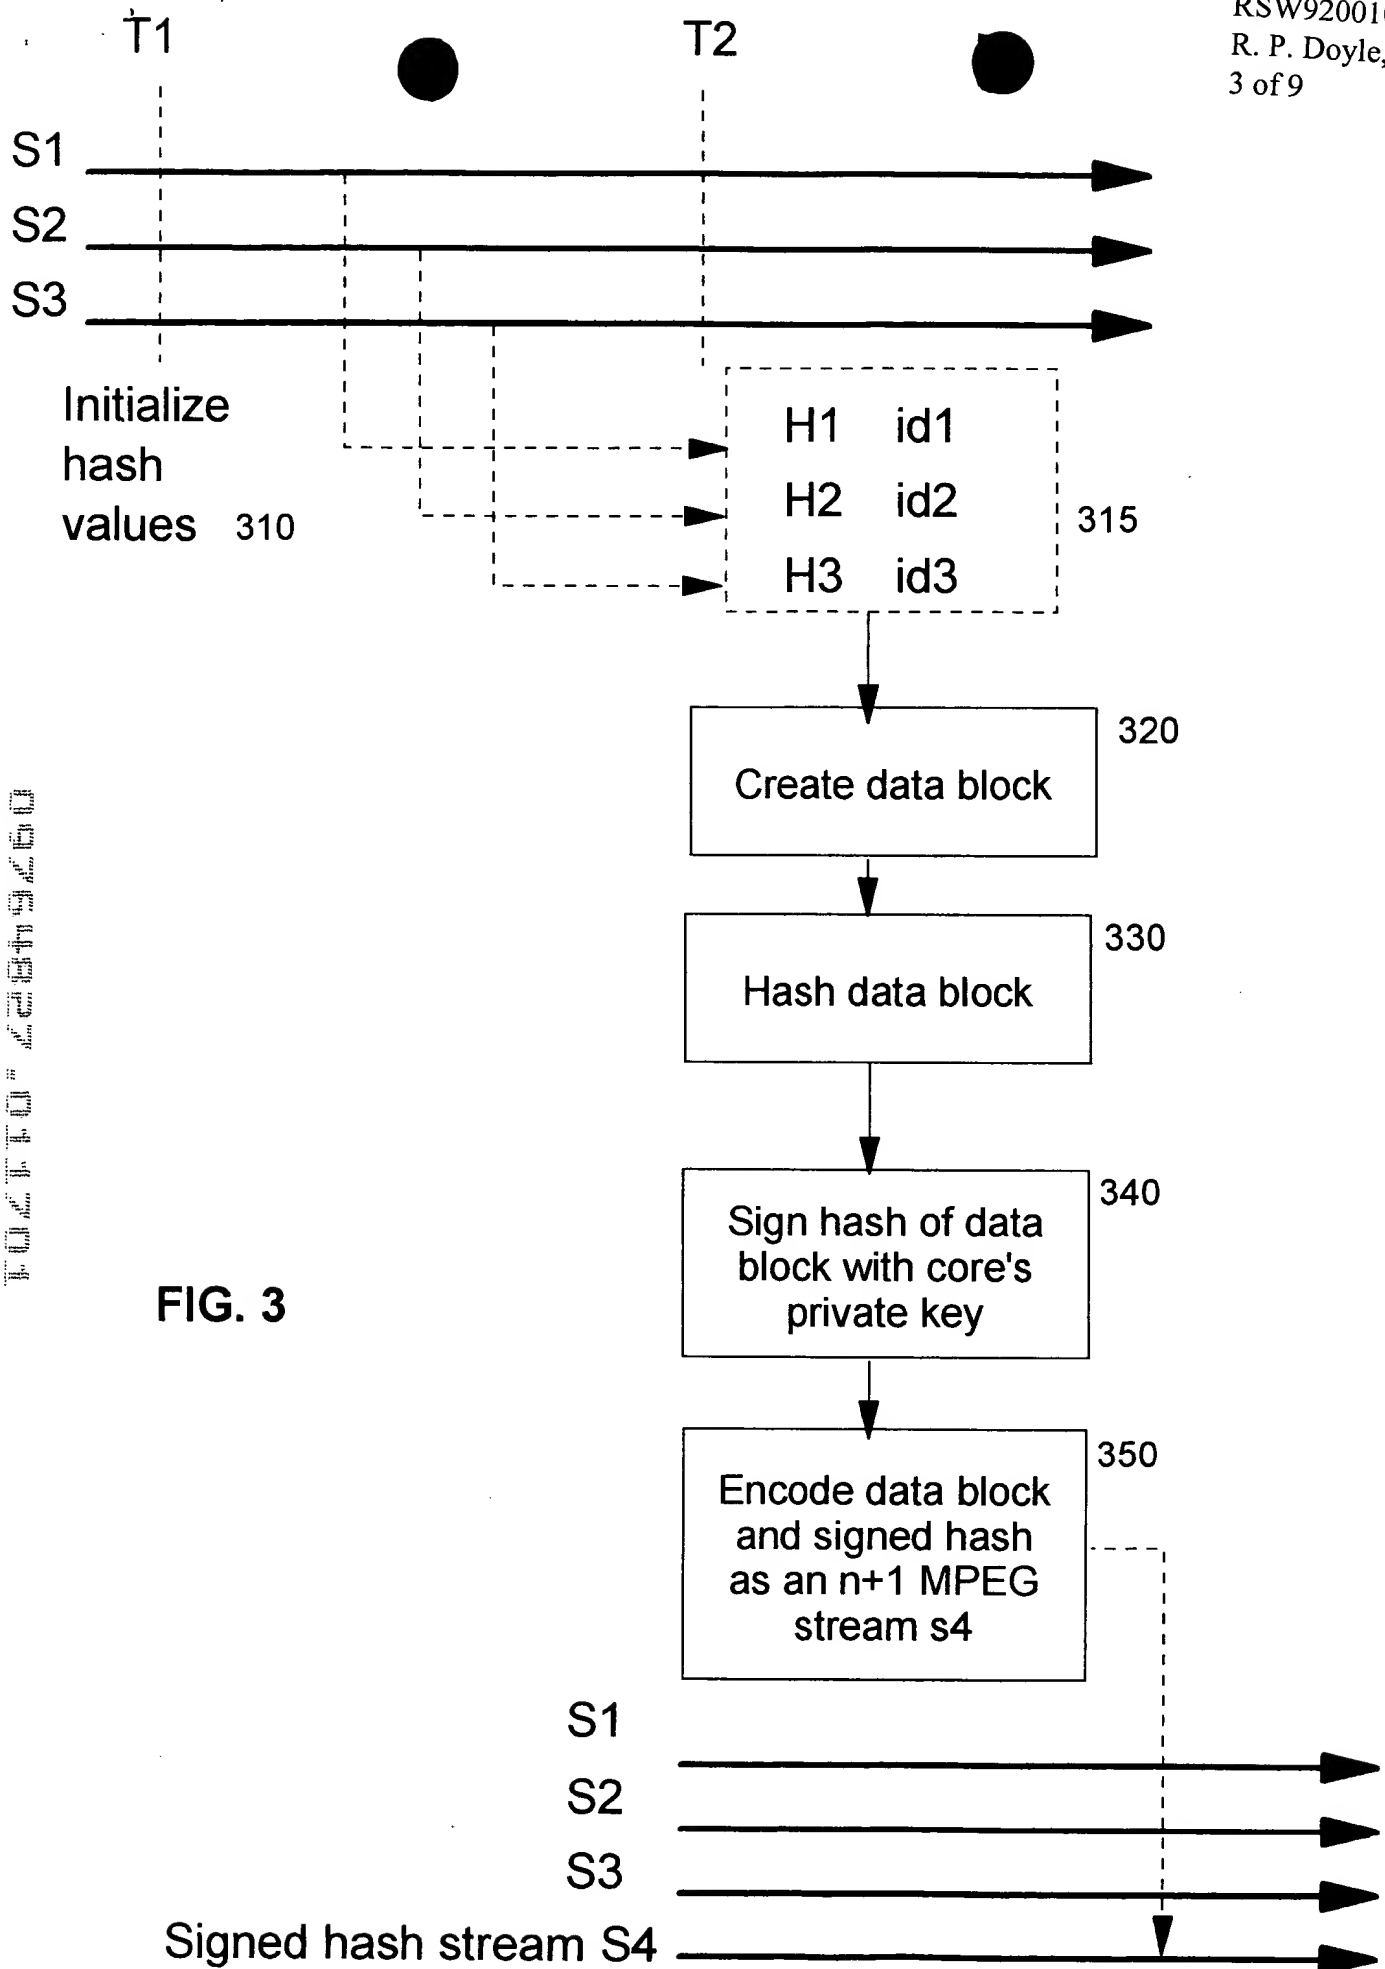 RSW92001
R. P. Doyle,
3 of 9
T1
T2
S1
S2
S3
Initialize
hash
values 310
H1 id1
H2 id2
H3 id3
315
320
Create data block
330
Hash data block
340
Sign hash of data
block with core's
private key
350
Encode data block
and signed hash
as an n+1 MPEG
stream s4
FIG. 3
S1
S2
S3
Signed hash stream S4